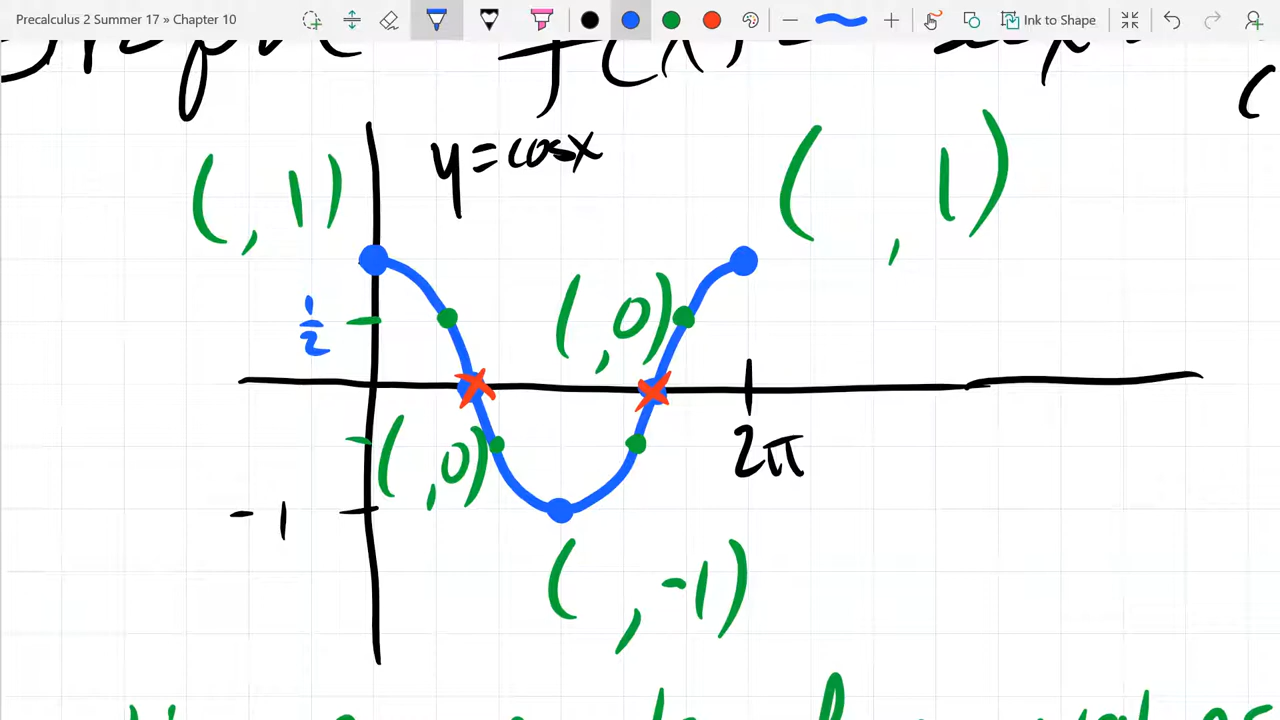 Precalculus 2 Summer 17 » Chapter 10
Ink to Shape
f(x)
y = cosx
( , 1)
( , 1)
1/2
( , 0)
( , 0)
2π
-1
( , -1)